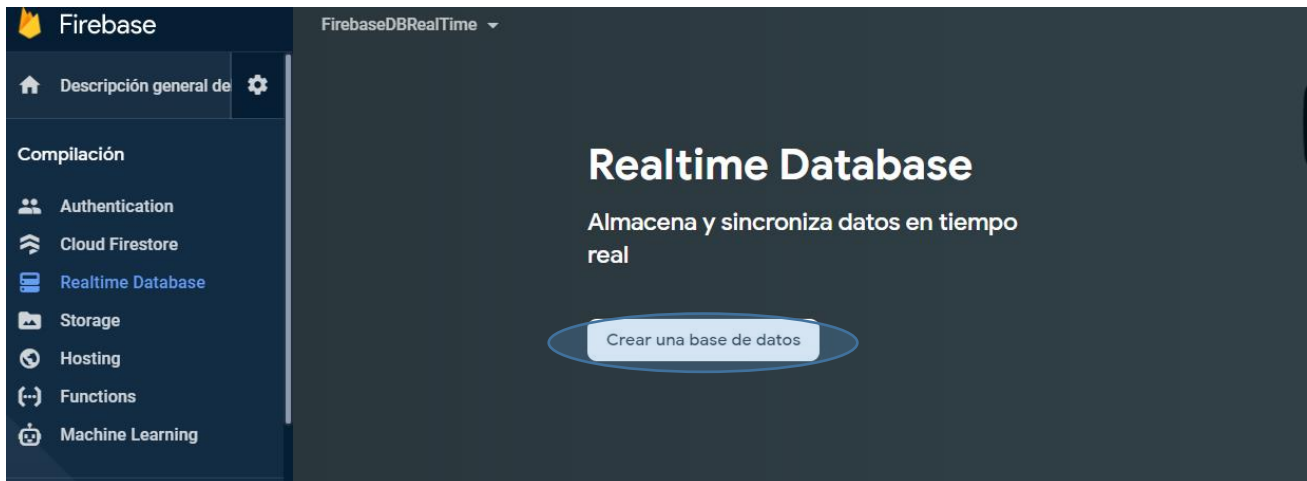 Firebase
FirebaseDBRealTime
Descripción general de
Compilación
Authentication
Cloud Firestore
Realtime Database
Storage
Hosting
Functions
Machine Learning
Realtime Database
Almacena y sincroniza datos en tiempo
real
Crear una base de datos